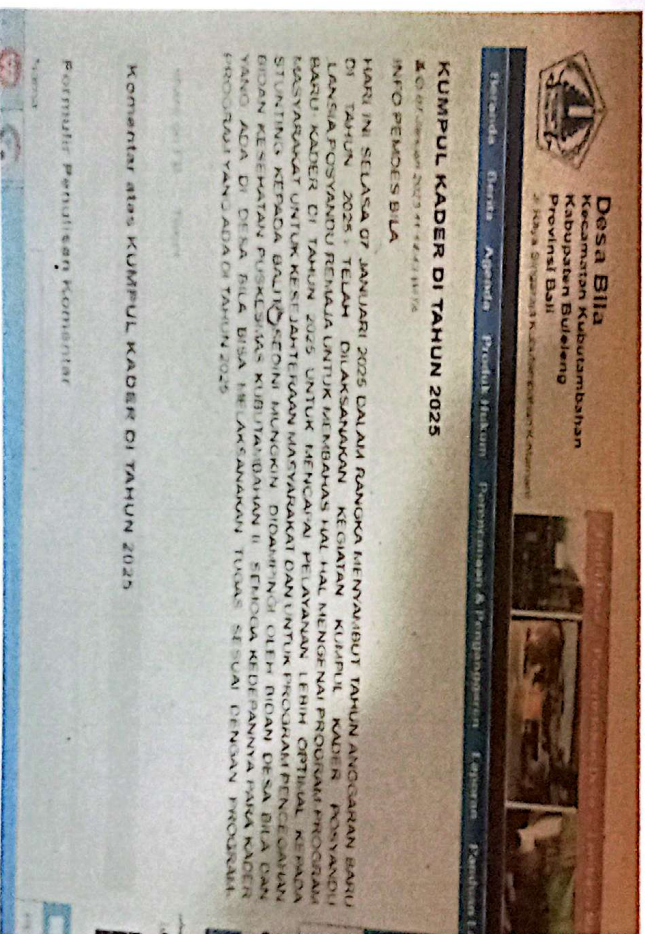 Desa Bila
Kecamatan Kubutambahan
Kabupaten Buleleng
Provinsi Bali
Beranda Berita Agenda Produk Hukum Perencanaan & Penganggaran Laporan Panduan
KUMPUL KADER DI TAHUN 2025
INFO PEMDES BILA
HARI INI SELASA 07 JANUARI 2025 DALAM RANGKA MENYAMBUT TAHUN ANGGARAN BARU
DI TAHUN 2025 TELAH DILAKSANAKAN KEGIATAN KUMPUL KADER POSYANDU
LANSIA,POSYANDU REMAJA UNTUK MEMBAHAS HAL HAL MENGENAI PROGRAM-PROGRAM
BARU KADER DI TAHUN 2025 UNTUK MENCAPAI PELAYANAN LEBIH OPTIMAL KEPADA
MASYARAKAT UNTUK KESEJAHTERAAN MASYARAKAT DAN UNTUK PROGRAM PENCEGAHAN
STUNTING KEPADA SEDINI MUNGKIN DIDAMPINGI OLEH BIDAN DESA BILA DAN
BIDAN KESEHATAN PUSKESMAS KUBUTAMBAHAN II. SEMOGA KEDEPANNYA PARA KADER
YANG ADA DI DESA BILA BISA MELAKSANAKAN TUGAS SESUAI DENGAN PROGRAM-
PROGRAM YANG ADA DI TAHUN 2025
Komentar atas KUMPUL KADER DI TAHUN 2025
Formulir Penulisan Komentar